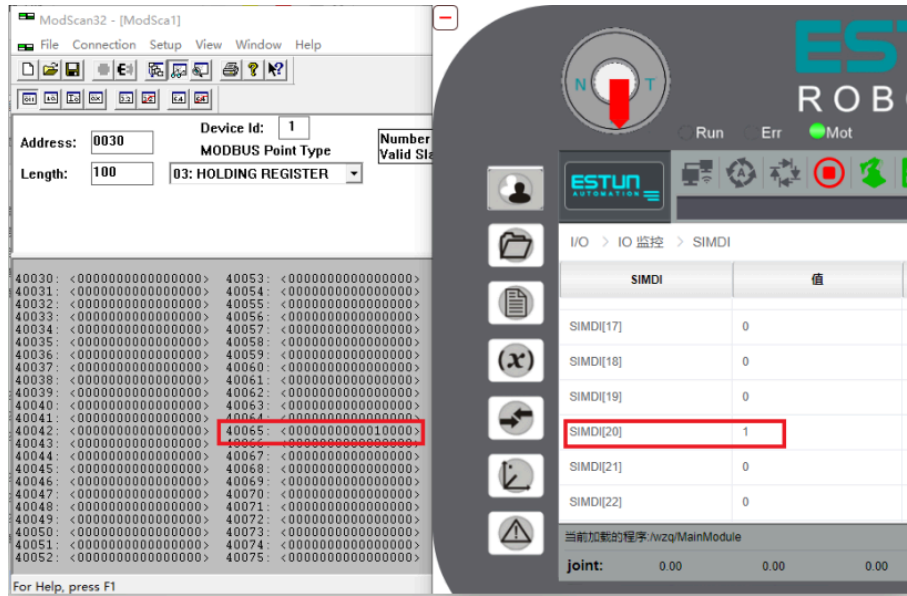 ModScan32 - [ModSca1]
File Connection Setup View Window Help
Address: 0030
Device Id: 1
MODBUS Point Type
Number
Valid Sla
Length: 100
03: HOLDING REGISTER
40030: <0000000000000000> 40053: <0000000000000000>
40031: <0000000000000000> 40054: <0000000000000000>
40032: <0000000000000000> 40055: <0000000000000000>
40033: <0000000000000000> 40056: <0000000000000000>
40034: <0000000000000000> 40057: <0000000000000000>
40035: <0000000000000000> 40058: <0000000000000000>
40036: <0000000000000000> 40059: <0000000000000000>
40037: <0000000000000000> 40060: <0000000000000000>
40038: <0000000000000000> 40061: <0000000000000000>
40039: <0000000000000000> 40062: <0000000000000000>
40040: <0000000000000000> 40063: <0000000000000000>
40041: <0000000000000000> 40064: <0000000000000000>
40042: <0000000000000000> 40065: <0000000000010000>
40043: <0000000000000000> 40066: <0000000000000000>
40044: <0000000000000000> 40067: <0000000000000000>
40045: <0000000000000000> 40068: <0000000000000000>
40046: <0000000000000000> 40069: <0000000000000000>
40047: <0000000000000000> 40070: <0000000000000000>
40048: <0000000000000000> 40071: <0000000000000000>
40049: <0000000000000000> 40072: <0000000000000000>
40050: <0000000000000000> 40073: <0000000000000000>
40051: <0000000000000000> 40074: <0000000000000000>
40052: <0000000000000000> 40075: <0000000000000000>
For Help, press F1
N T
EST
ROB
Run Err Mot
ESTUN
AUTOMATION
I/O > IO 监控 > SIMDI
SIMDI 值
SIMDI[17] 0
SIMDI[18] 0
SIMDI[19] 0
SIMDI[20] 1
SIMDI[21] 0
SIMDI[22] 0
(x)
当前加载的程序:/wzq/MainModule
joint: 0.00 0.00 0.00